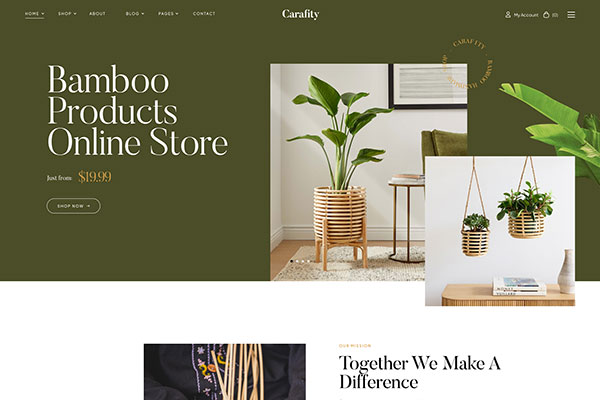 HOME
SHOP
ABOUT
BLOG
PAGES
CONTACT
Carafity
My Account
(0)
CARAFITY
Bamboo
Products
Online Store
Just from: $19.99
SHOP NOW →
OUR MISSION
Together We Make A
Difference